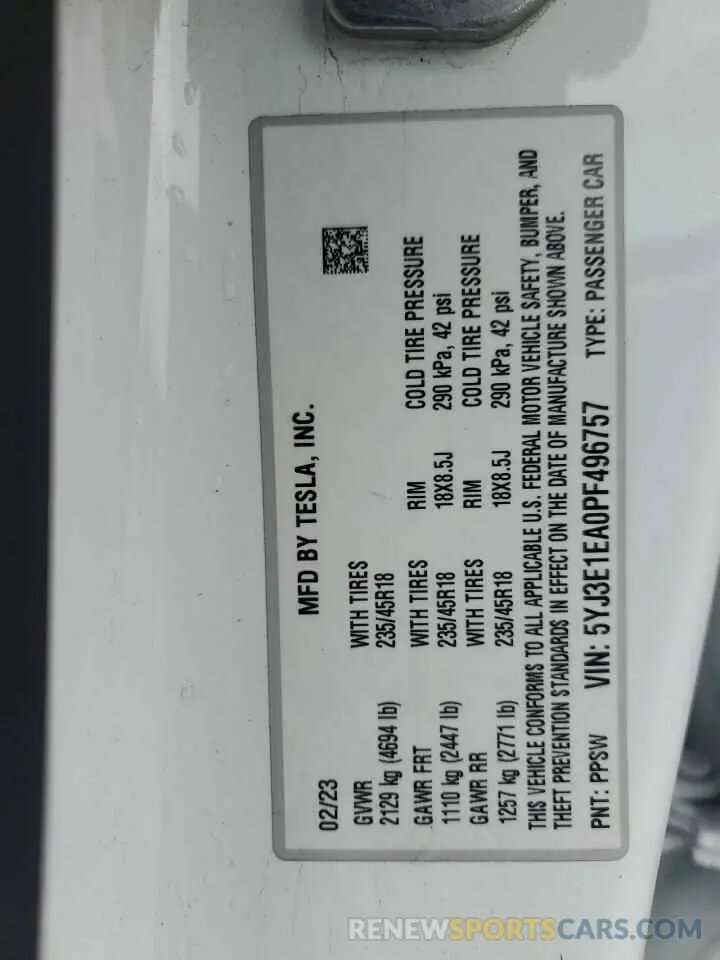 MFD BY TESLA, INC.
02/23
GVWR WITH TIRES
2129 kg (4694 lb) 235/45R18
GAWR FRT WITH TIRES RIM COLD TIRE PRESSURE
1110 kg (2447 lb) 235/45R18 18X8.5J 290 kPa, 42 psi
GAWR RR WITH TIRES RIM COLD TIRE PRESSURE
1257 kg (2771 lb) 235/45R18 18X8.5J 290 kPa, 42 psi
THIS VEHICLE CONFORMS TO ALL APPLICABLE U.S. FEDERAL MOTOR VEHICLE SAFETY, BUMPER, AND
THEFT PREVENTION STANDARDS IN EFFECT ON THE DATE OF MANUFACTURE SHOWN ABOVE.
PNT: PPSW VIN: 5YJ3E1EA0PF496757 TYPE: PASSENGER CAR
RENEWSPORTSCARS.COM